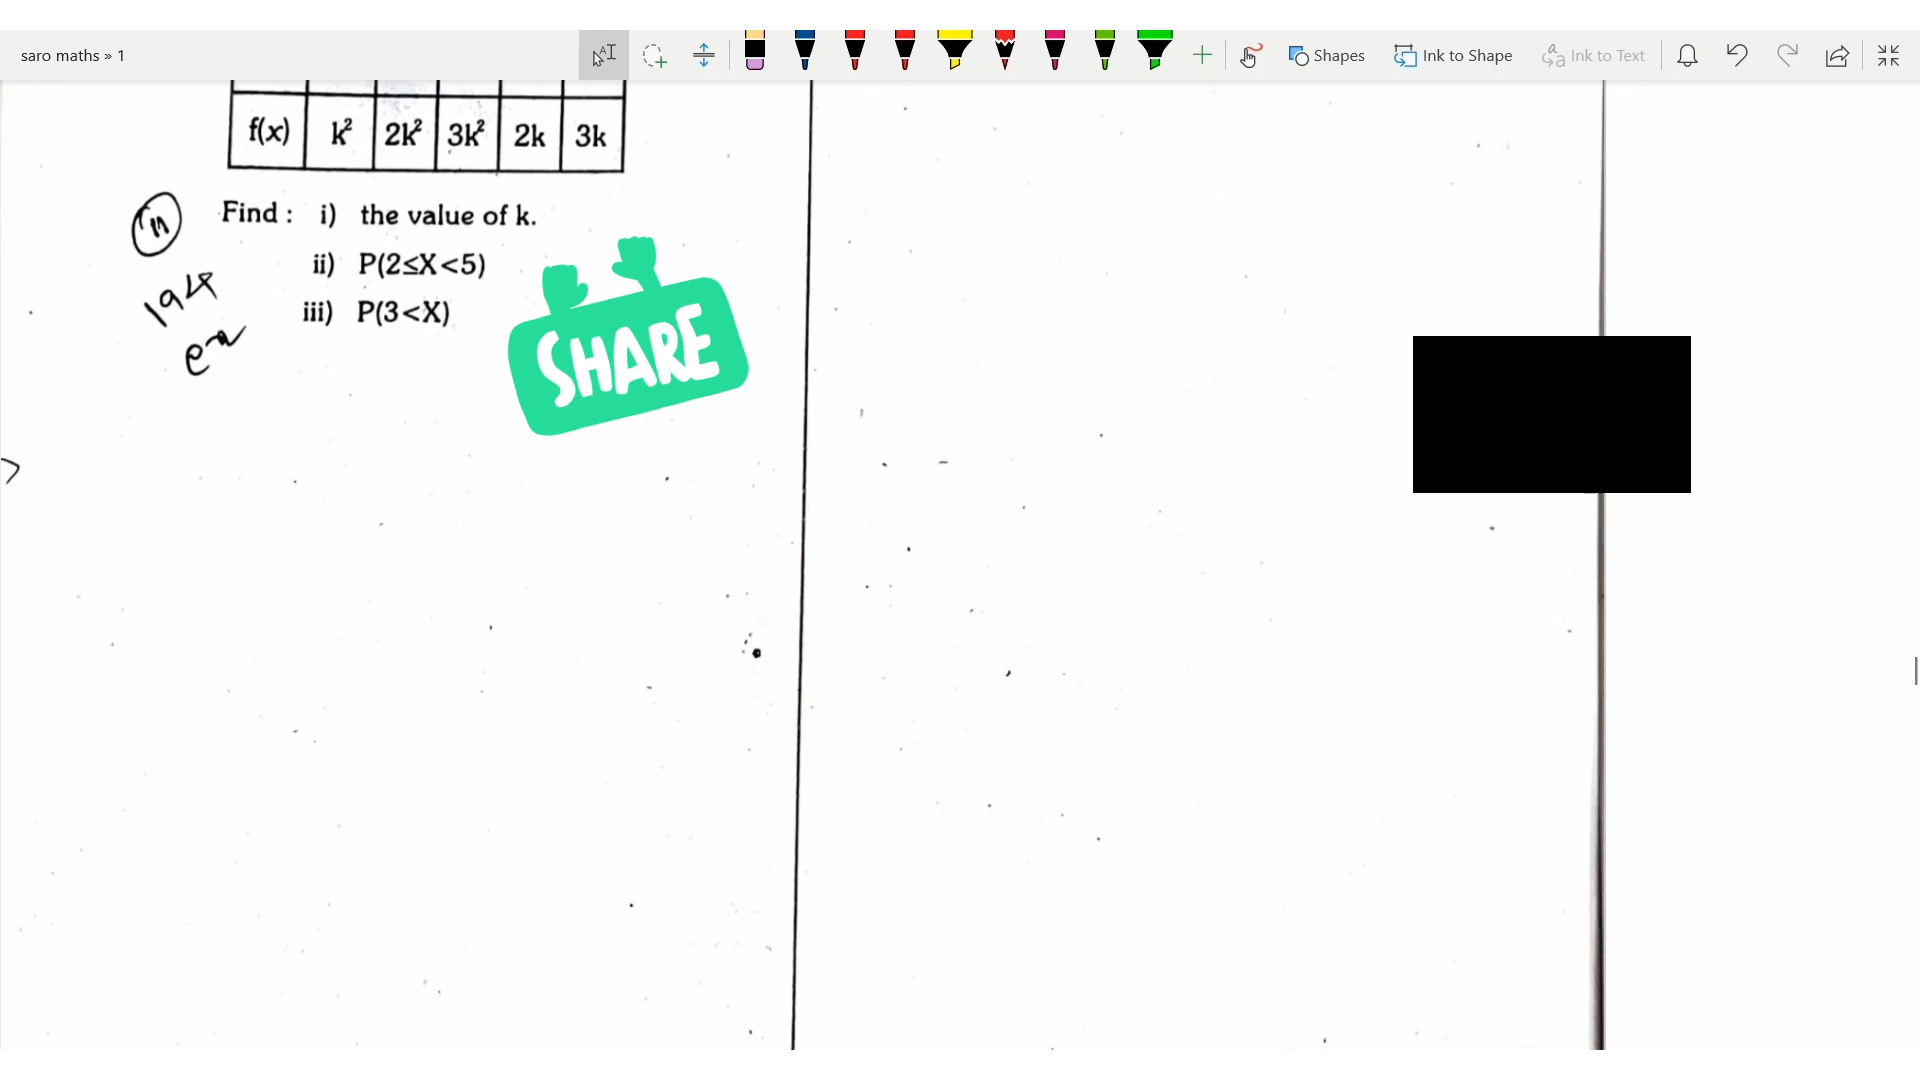 saro maths » 1
Shapes
Ink to Shape
Ink to Text
f(x) k² 2k² 3k² 2k 3k
Find : i) the value of k.
ii) P(2≤X<5)
iii) P(3<X)
SHARE